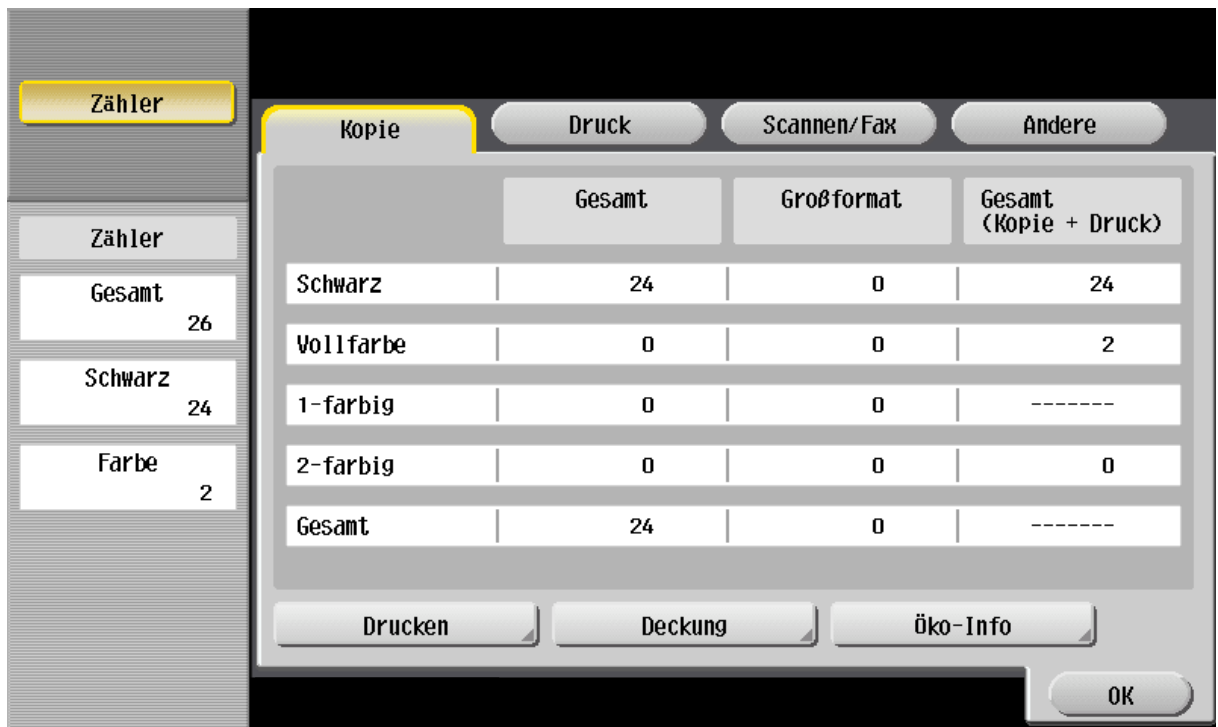 Zähler
Zähler
Gesamt
26
Schwarz
24
Farbe
2
Kopie Druck Scannen/Fax Andere
Gesamt Großformat Gesamt
(Kopie + Druck)
Schwarz 24 0 24
Vollfarbe 0 0 2
1-farbig 0 0 -------
2-farbig 0 0 0
Gesamt 24 0 -------
Drucken Deckung Öko-Info
OK